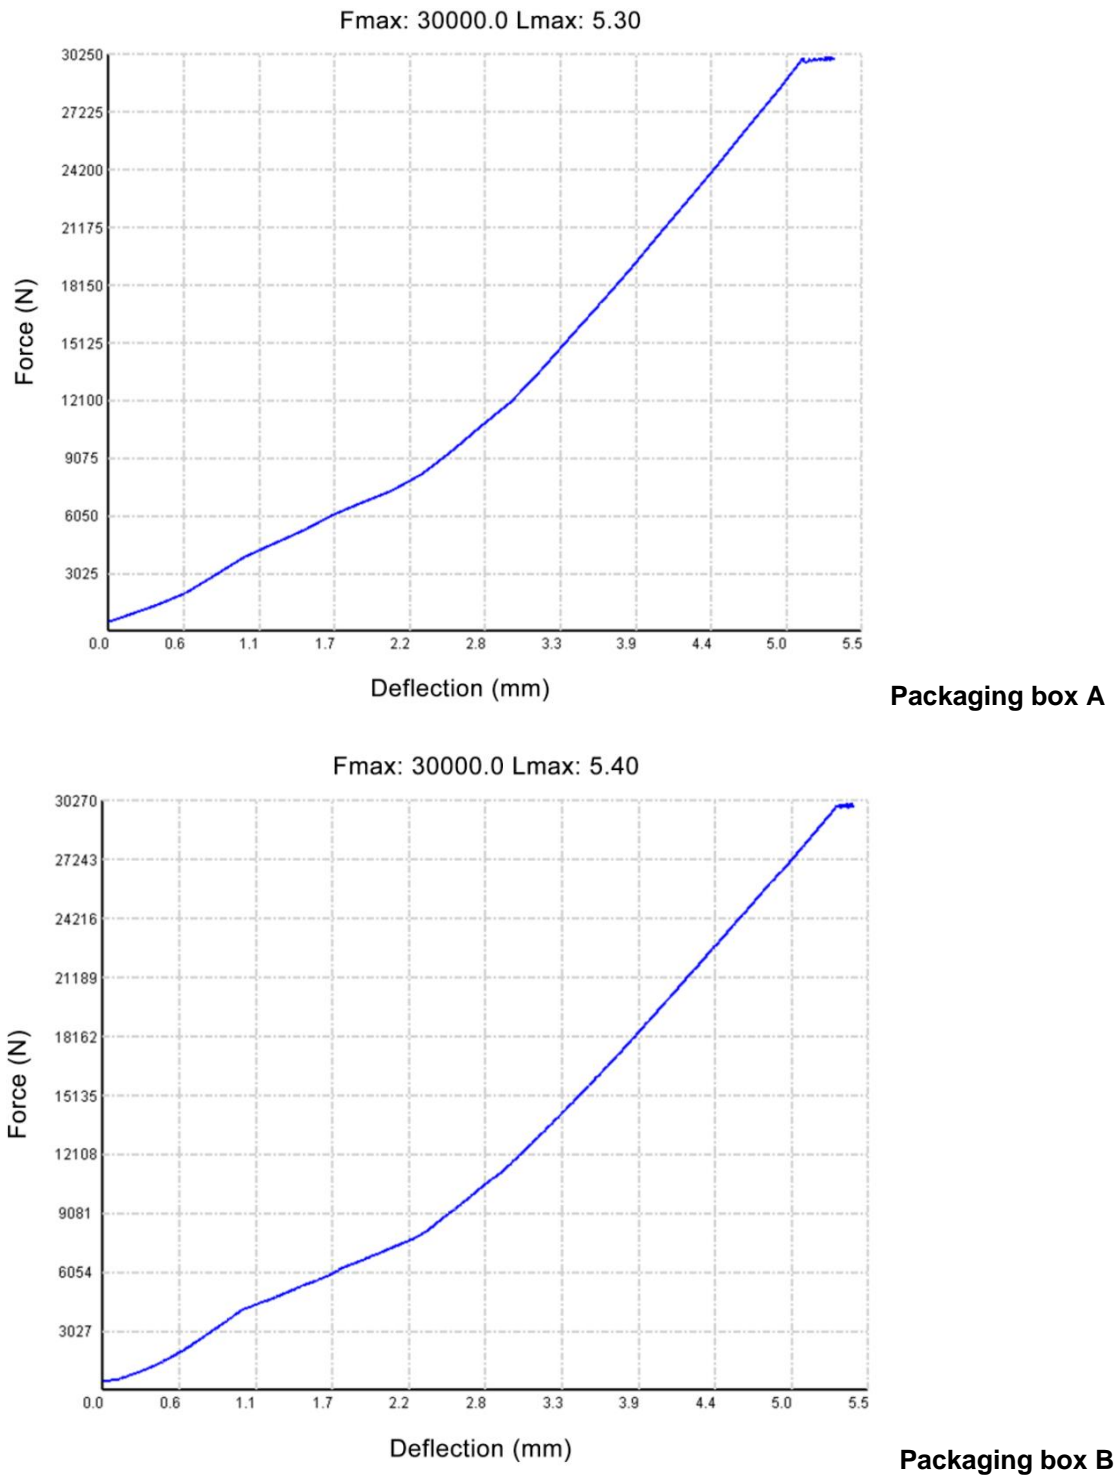 Fmax: 30000.0 Lmax: 5.30
30250
27225
24200
21175
18150
15125
12100
9075
6050
3025
Force (N)
0.0 0.6 1.1 1.7 2.2 2.8 3.3 3.9 4.4 5.0 5.5
Deflection (mm)
Packaging box A
Fmax: 30000.0 Lmax: 5.40
30270
27243
24216
21189
18162
15135
12108
9081
6054
3027
Force (N)
0.0 0.6 1.1 1.7 2.2 2.8 3.3 3.9 4.4 5.0 5.5
Deflection (mm)
Packaging box B